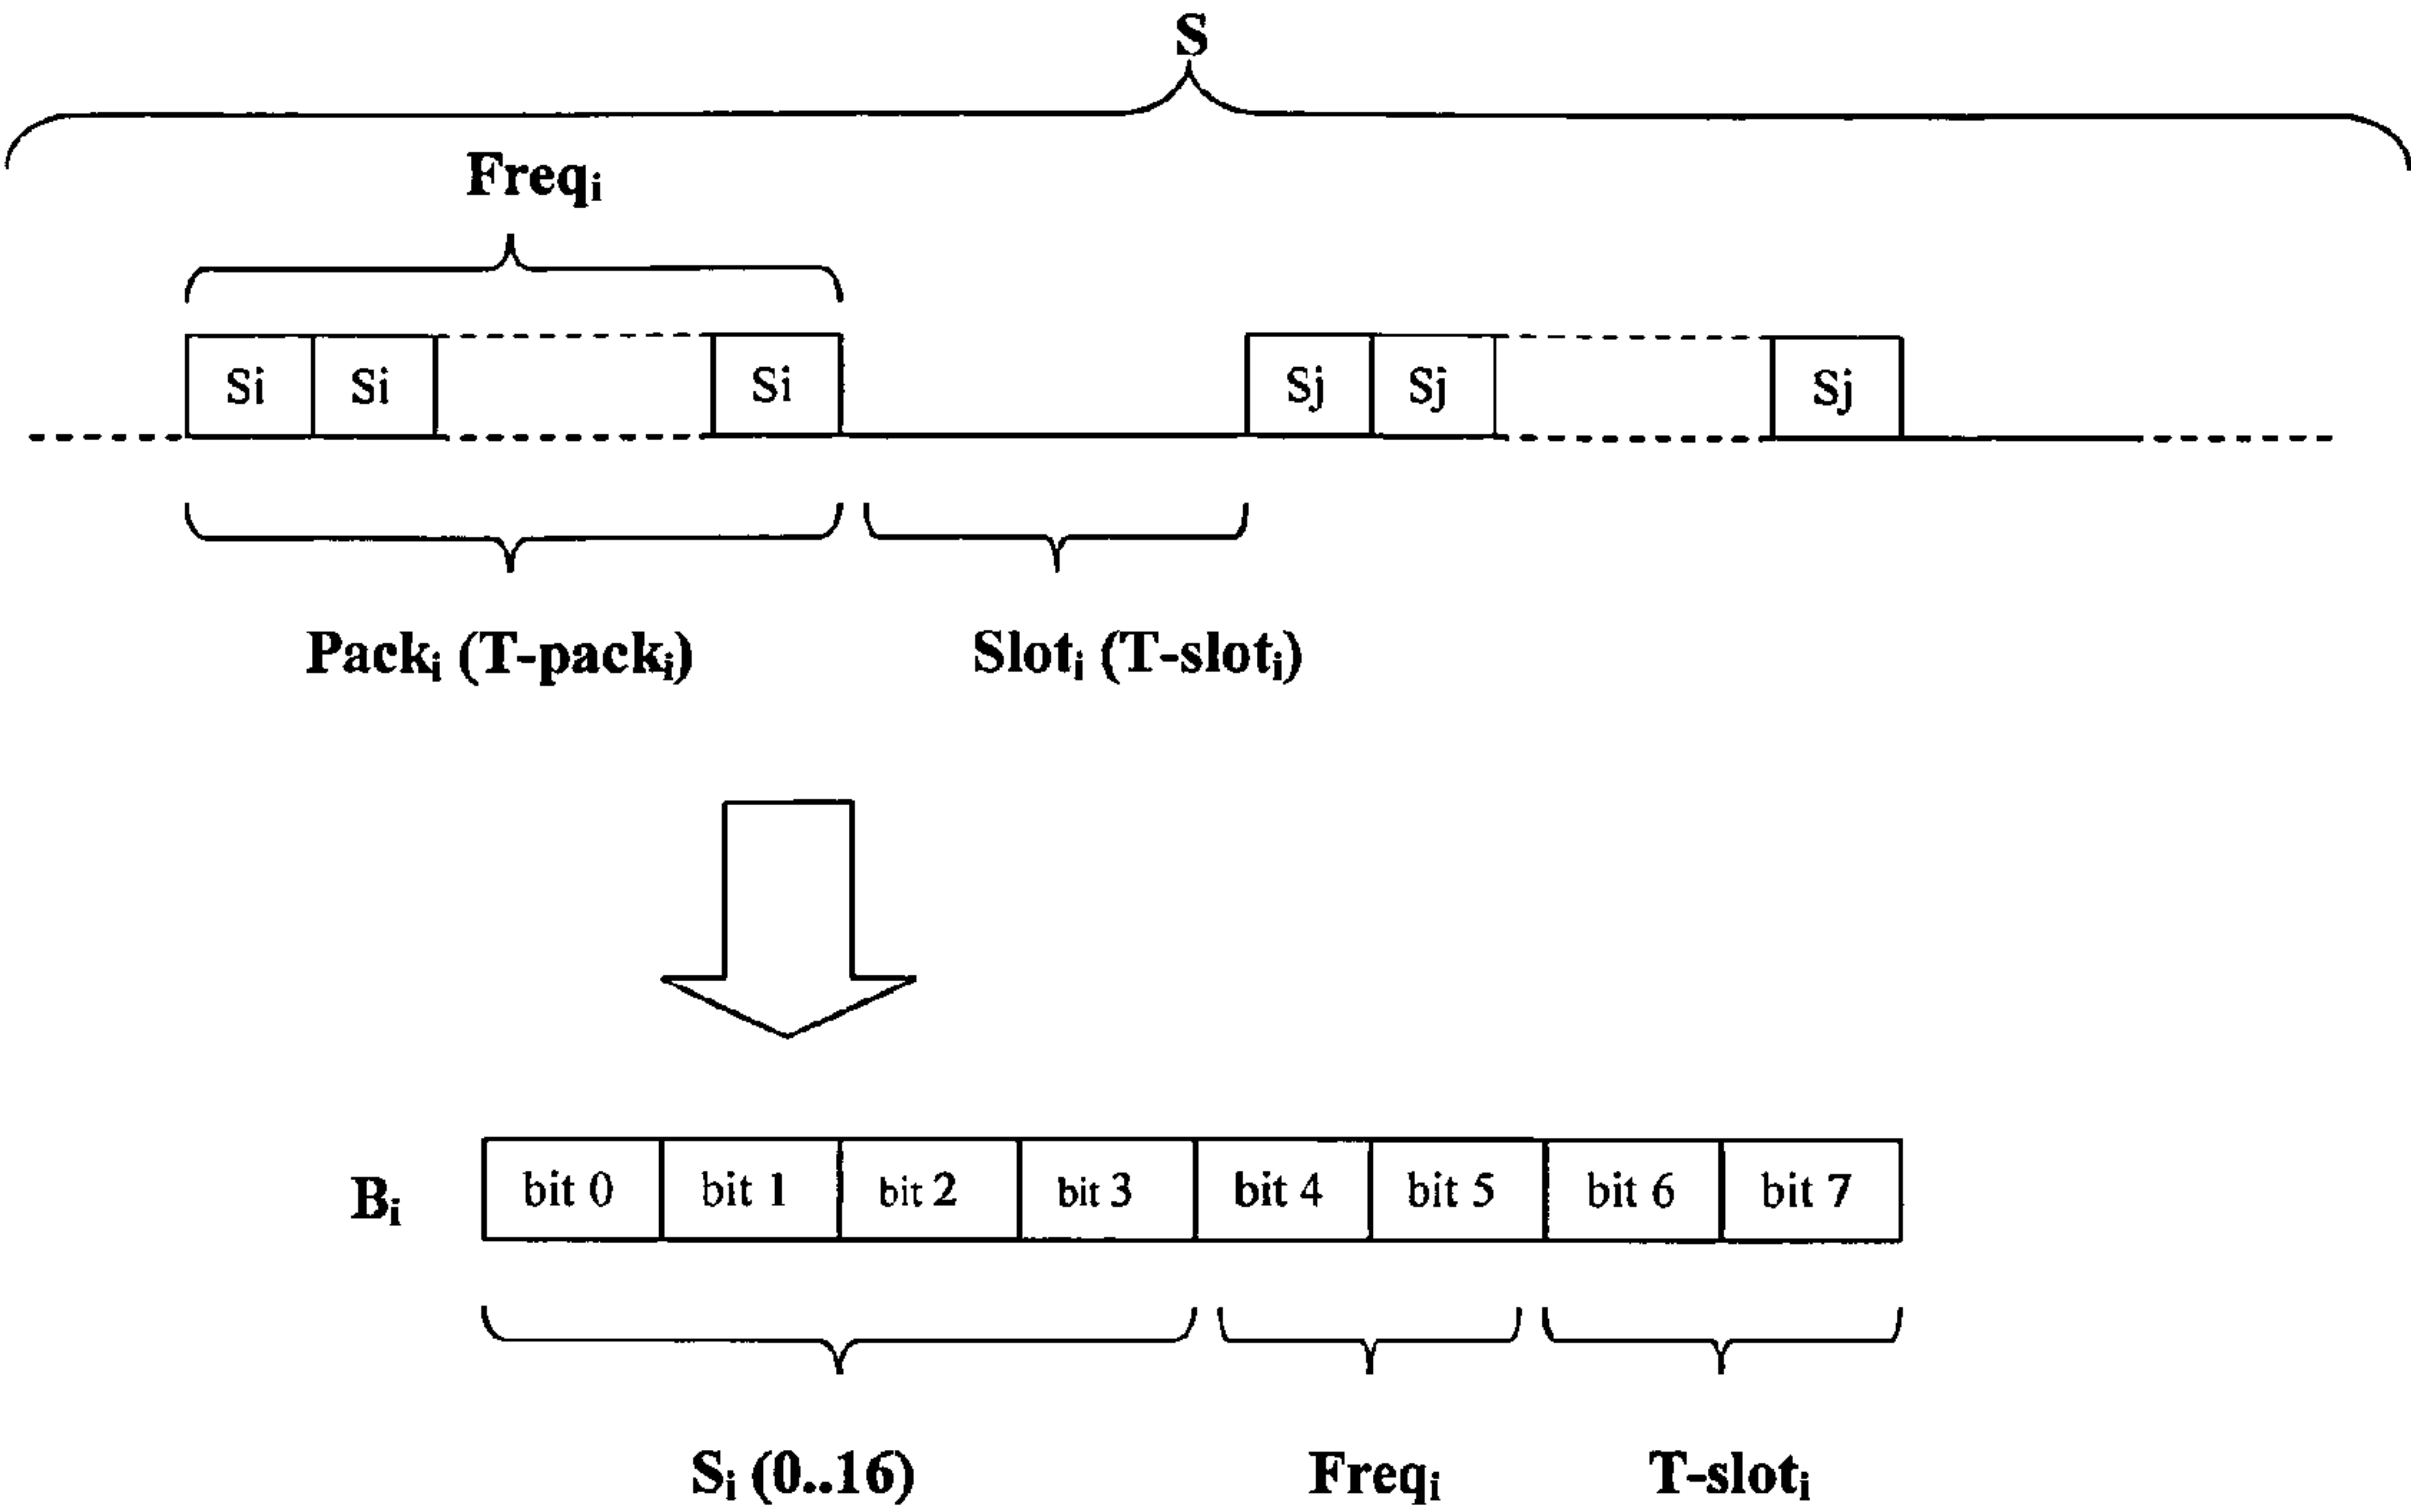 S
Freqi
Si Si Si Sj Sj Sj
Packi (T-packi) Sloti (T-sloti)
Bi bit 0 bit 1 bit 2 bit 3 bit 4 bit 5 bit 6 bit 7
Si (0..16) Freqi T-sloti